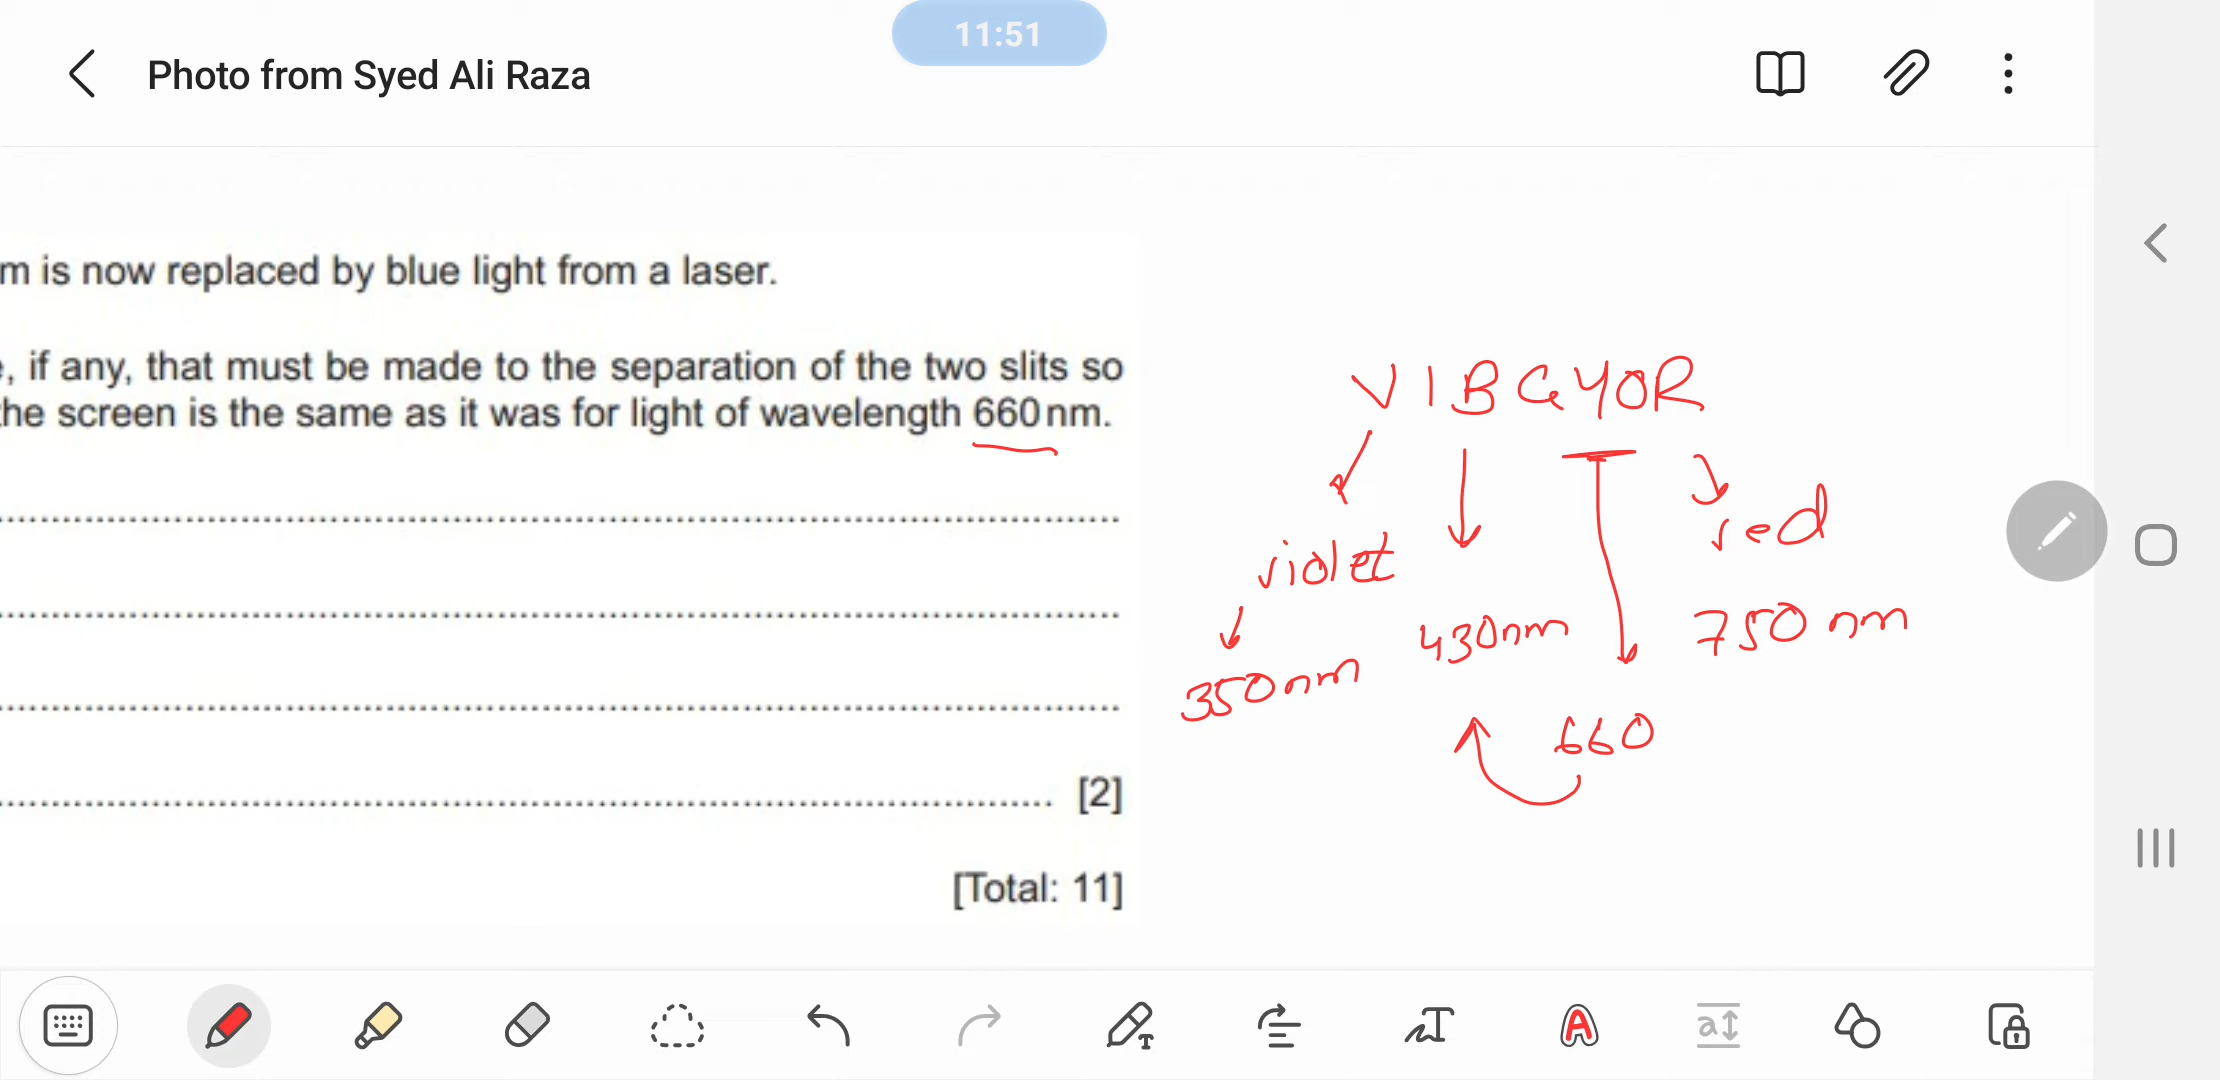 11:51
Photo from Syed Ali Raza
m is now replaced by blue light from a laser.
, if any, that must be made to the separation of the two slits so
the screen is the same as it was for light of wavelength 660 nm.
[2]
[Total: 11]
VIBGYOR
violet
red
350nm
430nm
750 nm
660
T
T
A
a